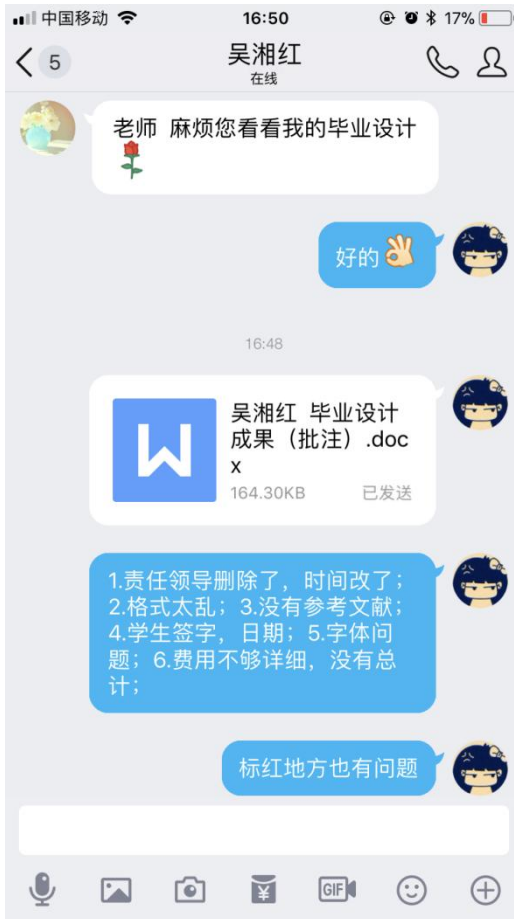 中国移动
16:50
17%
5
吴湘红
在线
老师 麻烦您看看我的毕业设计
好的
16:48
吴湘红 毕业设计
成果（批注）.doc
x
164.30KB 已发送
1.责任领导删除了，时间改了；
2.格式太乱；3.没有参考文献；
4.学生签字，日期；5.字体问
题；6.费用不够详细，没有总
计；
标红地方也有问题
GIF